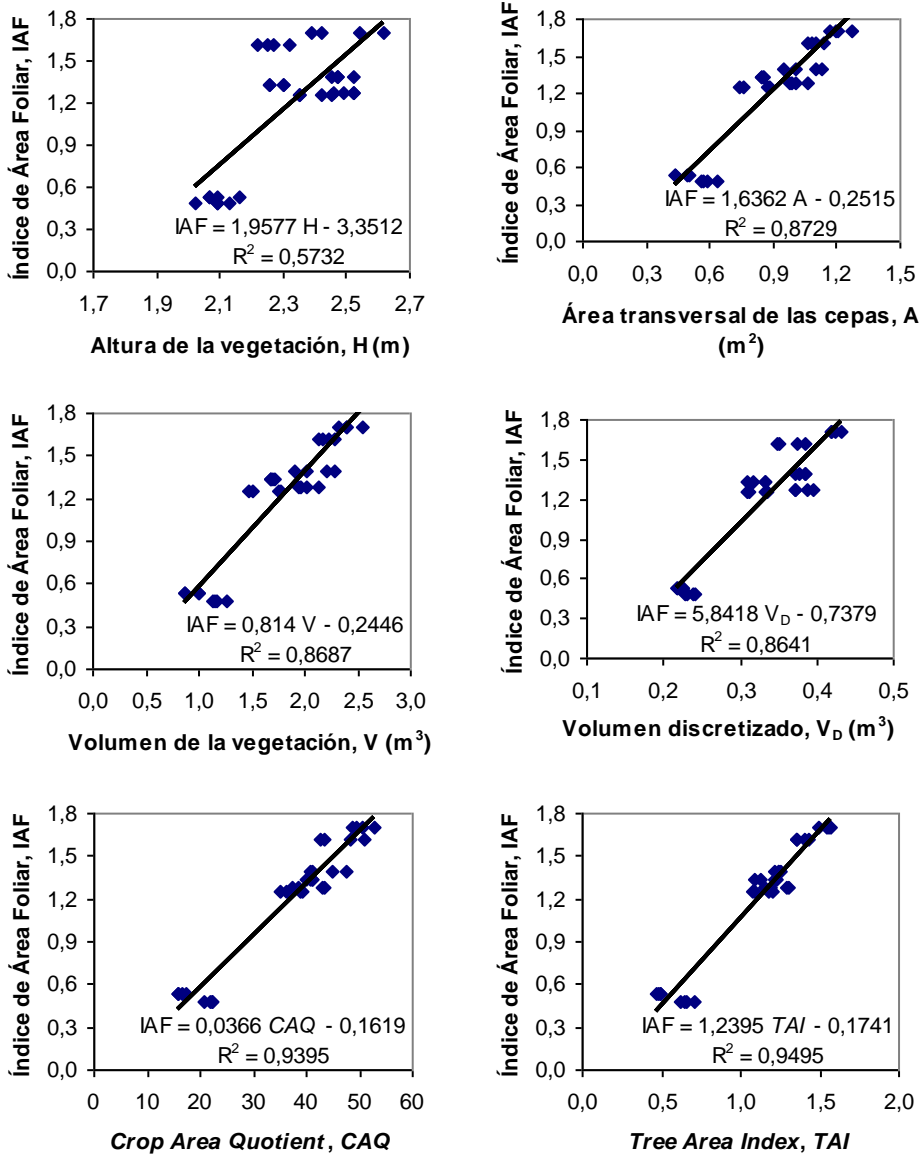 Índice de Área Foliar, IAF
1,8
1,5
1,2
0,9
0,6
0,3
0,0
IAF = 1,9577 H - 3,3512
R² = 0,5732
1,7 2,1 2,3 2,5 2,7
Altura de la vegetación, H (m)
Índice de Área Foliar, IAF
1,8
1,5
1,2
0,9
0,6
0,3
0,0
IAF = 1,6362 A - 0,2515
R² = 0,8729
0,0 0,3 0,6 0,9 1,2 1,5
Área transversal de las cepas, A
(m²)
Índice de Área Foliar, IAF
1,8
1,5
1,2
0,9
0,6
0,3
0,0
IAF = 0,814 V - 0,2446
R² = 0,8687
0,0 1,0 1,5 2,0 2,5 3,0
Volumen de la vegetación, V (m³)
Índice de Área Foliar, IAF
1,8
1,5
1,2
0,9
0,6
0,3
0,0
IAF = 5,8418 V_D - 0,7379
R² = 0,8641
0,1 0,2 0,3 0,4 0,5
Volumen discretizado, V_D (m³)
Índice de Área Foliar, IAF
1,8
1,5
1,2
0,9
0,6
0,3
0,0
IAF = 0,0366 CAQ - 0,1619
R² = 0,9395
0 10 20 30 40 50 60
Crop Area Quotient, CAQ
Índice de Área Foliar, IAF
1,8
1,5
1,2
0,9
0,6
0,3
0,0
IAF = 1,2395 TAI - 0,1741
R² = 0,9495
0,0 0,5 1,0 1,5 2,0
Tree Area Index, TAI